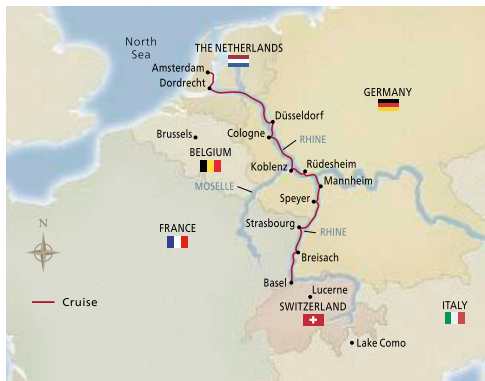 North
Sea
THE NETHERLANDS
Amsterdam
Dordrecht
GERMANY
Düsseldorf
Brussels
Cologne
RHINE
BELGIUM
Koblenz
Rüdesheim
MOSELLE
Mannheim
Speyer
FRANCE
Strasbourg
RHINE
N
Breisach
Basel
Lucerne
Cruise
SWITZERLAND
ITALY
Lake Como